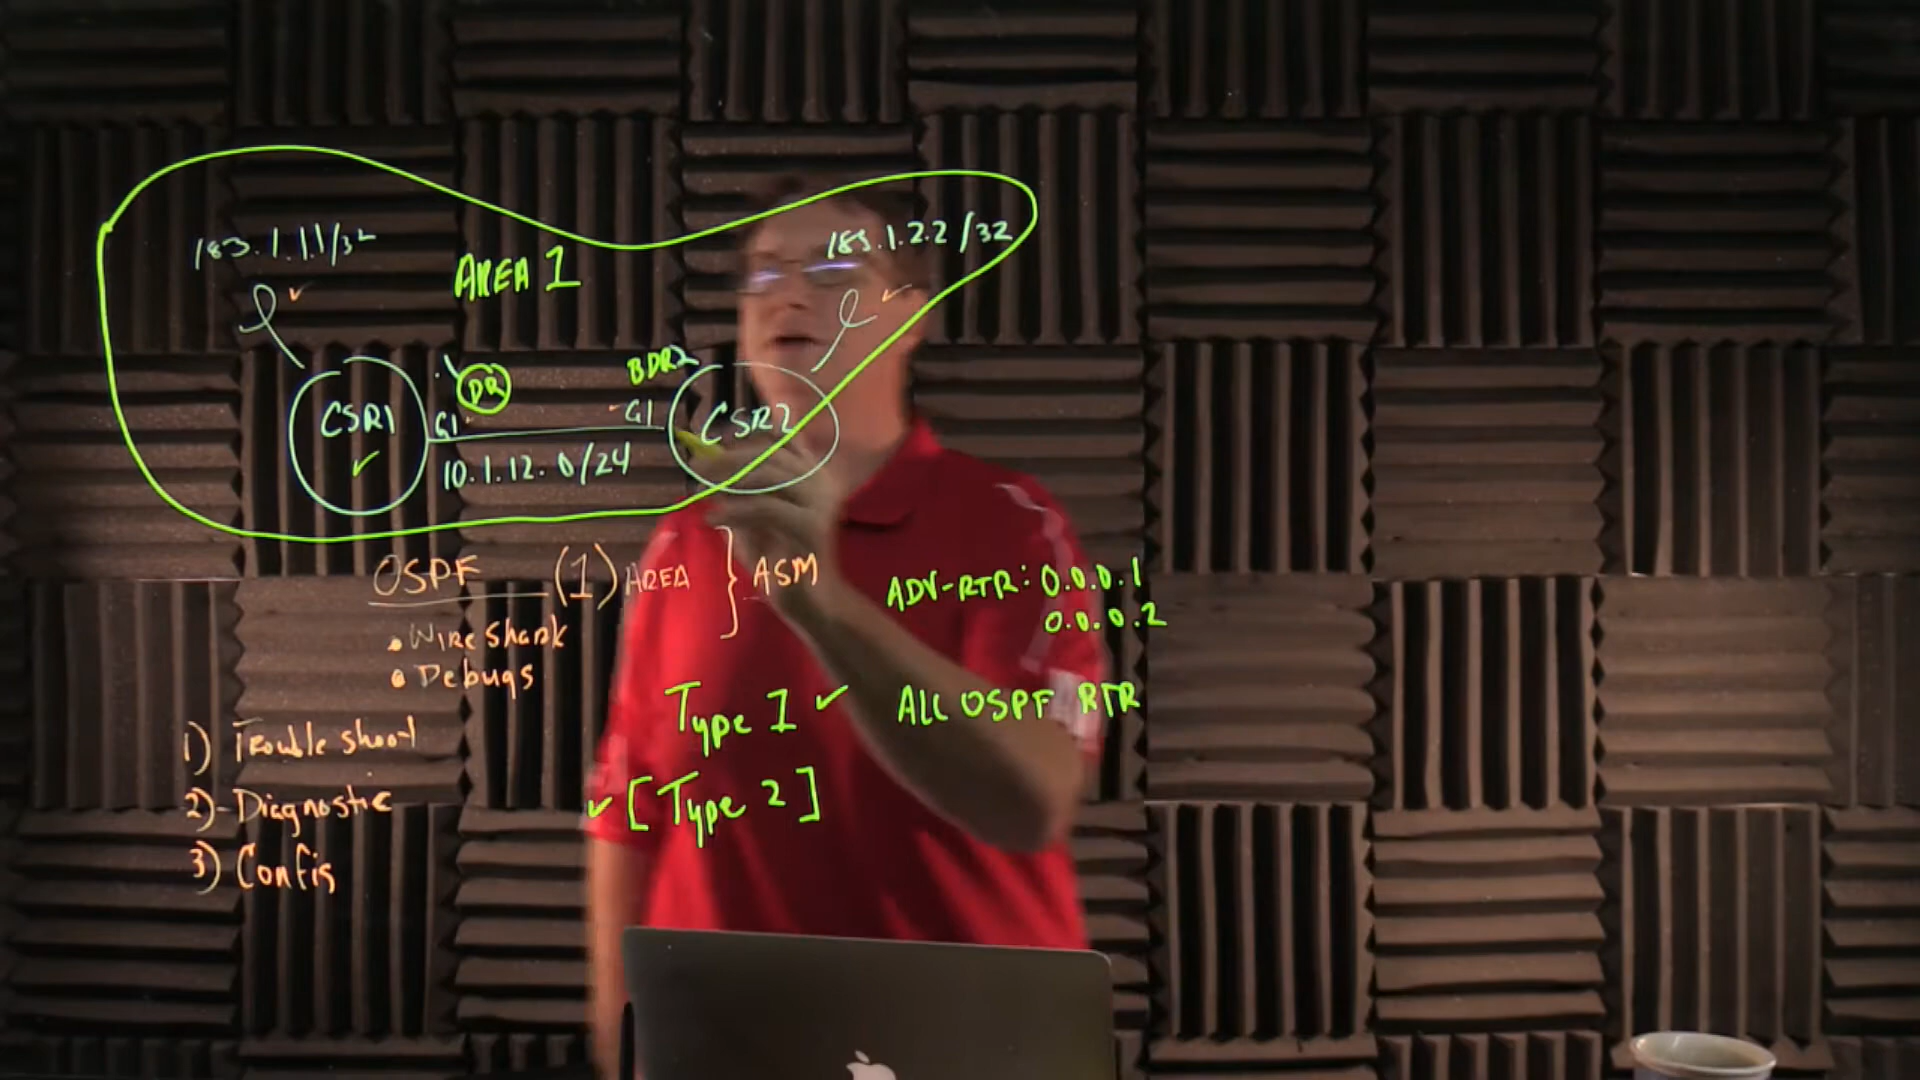 183.1.1.1/32
183.1.2.2/32
AREA 1
DR
BDR2
CSR1
G1
G1
CSR2
10.1.12.0/24
OSPF (1) AREA } ASM
• WireShark
• Debugs
ADV-RTR: 0.0.0.1
0.0.0.2
Type 1 ✓ ALL OSPF RTR
✓ [Type 2]
1) Trouble shoot
2) - Diagnostic
3) Config